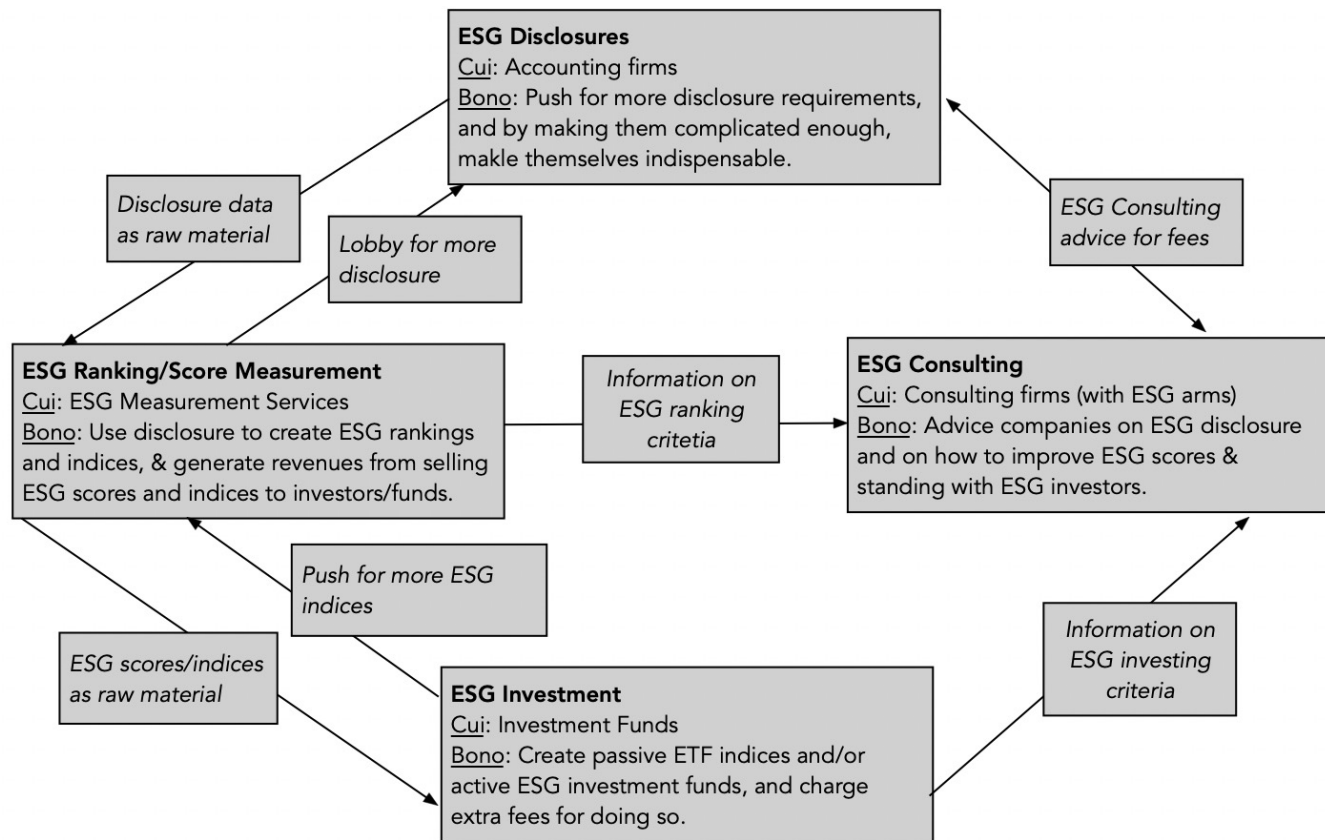 ESG Disclosures
Cui: Accounting firms
Bono: Push for more disclosure requirements,
and by making them complicated enough,
makle themselves indispensable.
Disclosure data
as raw material
Lobby for more
disclosure
ESG Consulting
advice for fees
ESG Ranking/Score Measurement
Cui: ESG Measurement Services
Bono: Use disclosure to create ESG rankings
and indices, & generate revenues from selling
ESG scores and indices to investors/funds.
Information on
ESG ranking
critetia
ESG Consulting
Cui: Consulting firms (with ESG arms)
Bono: Advice companies on ESG disclosure
and on how to improve ESG scores &
standing with ESG investors.
Push for more ESG
indices
ESG scores/indices
as raw material
Information on
ESG investing
criteria
ESG Investment
Cui: Investment Funds
Bono: Create passive ETF indices and/or
active ESG investment funds, and charge
extra fees for doing so.